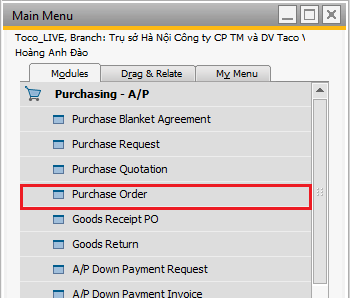 Main Menu
Toco_LIVE, Branch: Trụ sở Hà Nội Công ty CP TM và DV Taco \
Hoàng Anh Đào
Modules
Drag & Relate
My Menu
Purchasing - A/P
Purchase Blanket Agreement
Purchase Request
Purchase Quotation
Purchase Order
Goods Receipt PO
Goods Return
A/P Down Payment Request
A/P Down Payment Invoice